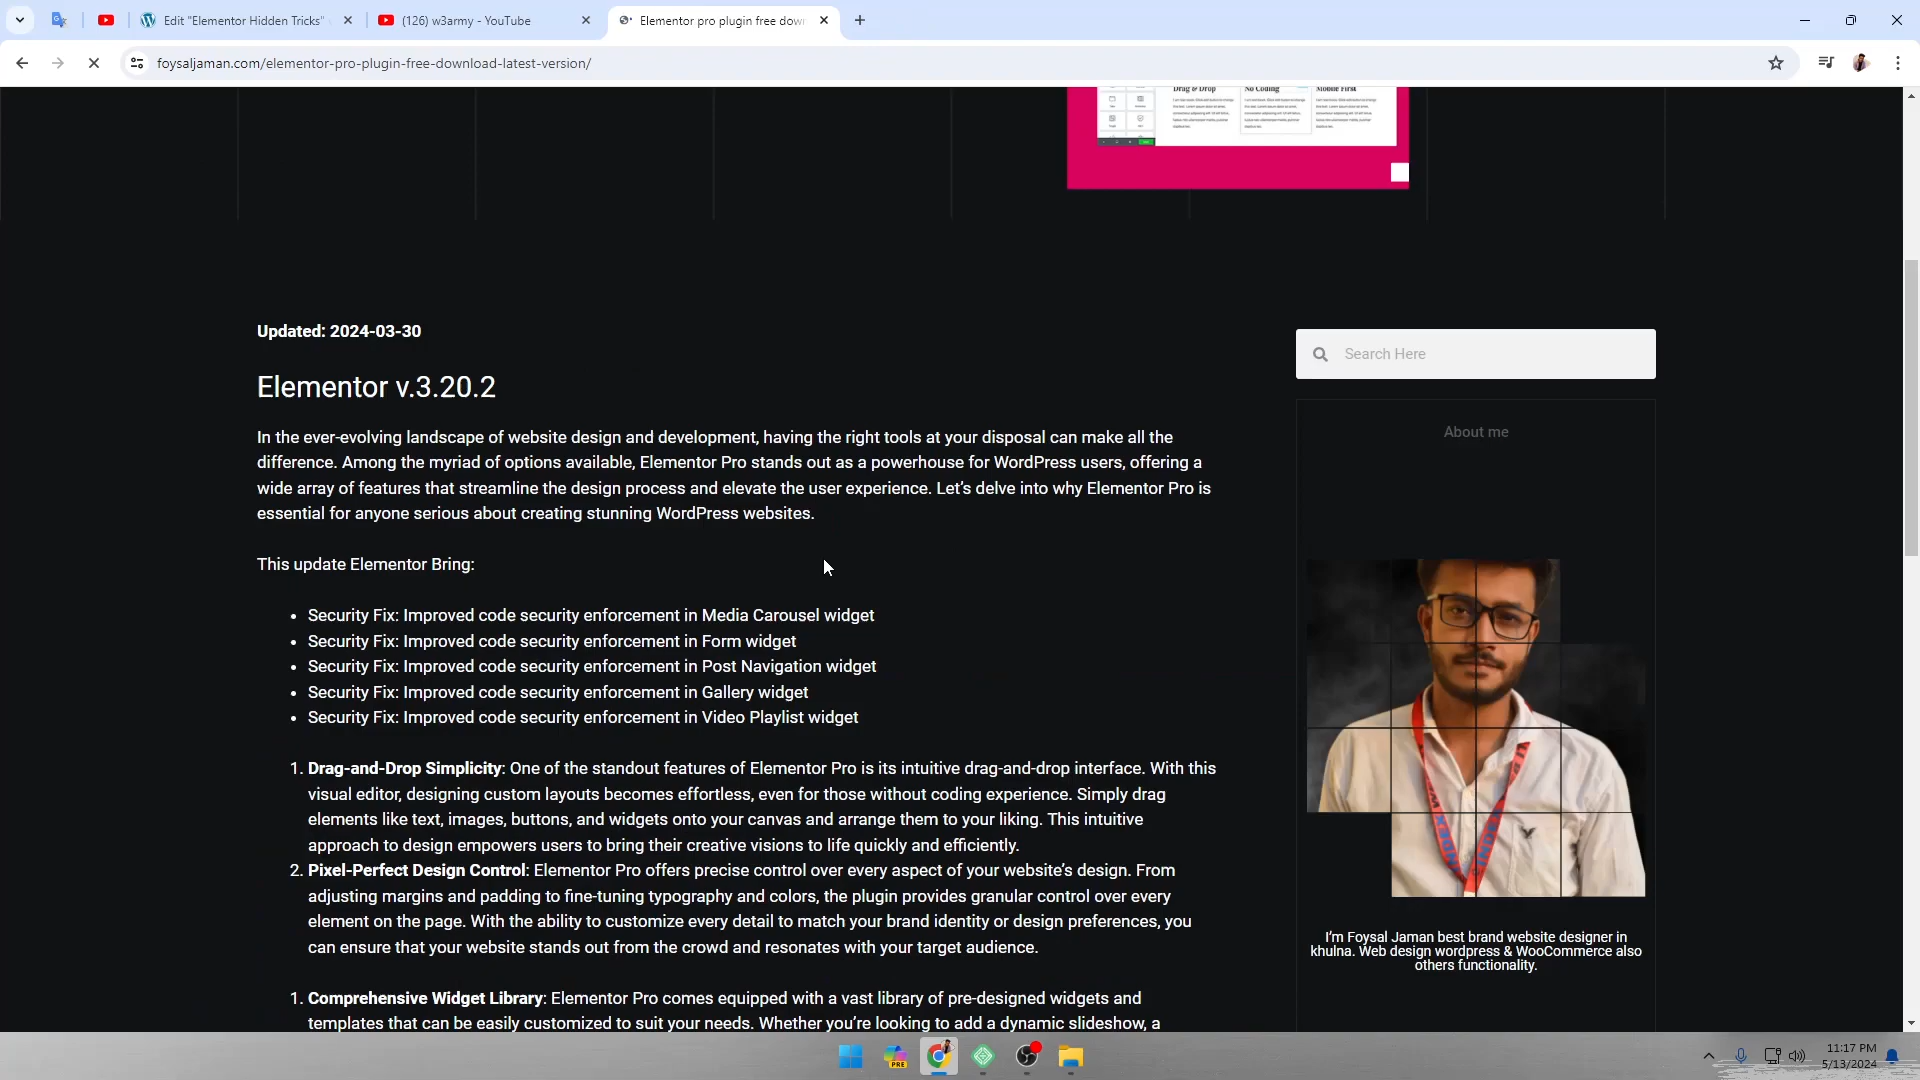 Edit "Elementor Hidden Tricks"
(126) w3army - YouTube
Elementor pro plugin free dow
foysaljaman.com/elementor-pro-plugin-free-download-latest-version/
Drag & Drop
No Coding
Mobile First
Updated: 2024-03-30
Search Here
Elementor v.3.20.2
About me
In the ever-evolving landscape of website design and development, having the right tools at your disposal can make all the
difference. Among the myriad of options available, Elementor Pro stands out as a powerhouse for WordPress users, offering a
wide array of features that streamline the design process and elevate the user experience. Let's delve into why Elementor Pro is
essential for anyone serious about creating stunning WordPress websites.
This update Elementor Bring:
• Security Fix: Improved code security enforcement in Media Carousel widget
• Security Fix: Improved code security enforcement in Form widget
• Security Fix: Improved code security enforcement in Post Navigation widget
• Security Fix: Improved code security enforcement in Gallery widget
• Security Fix: Improved code security enforcement in Video Playlist widget
1. Drag-and-Drop Simplicity: One of the standout features of Elementor Pro is its intuitive drag-and-drop interface. With this
visual editor, designing custom layouts becomes effortless, even for those without coding experience. Simply drag
elements like text, images, buttons, and widgets onto your canvas and arrange them to your liking. This intuitive
approach to design empowers users to bring their creative visions to life quickly and efficiently.
2. Pixel-Perfect Design Control: Elementor Pro offers precise control over every aspect of your website's design. From
adjusting margins and padding to fine-tuning typography and colors, the plugin provides granular control over every
element on the page. With the ability to customize every detail to match your brand identity or design preferences, you
can ensure that your website stands out from the crowd and resonates with your target audience.
1. Comprehensive Widget Library: Elementor Pro comes equipped with a vast library of pre-designed widgets and
templates that can be easily customized to suit your needs. Whether you're looking to add a dynamic slideshow, a
I'm Foysal Jaman best brand website designer in
khulna. Web design wordpress & WooCommerce also
others functionality.
PRE
11:17 PM
5/13/2024